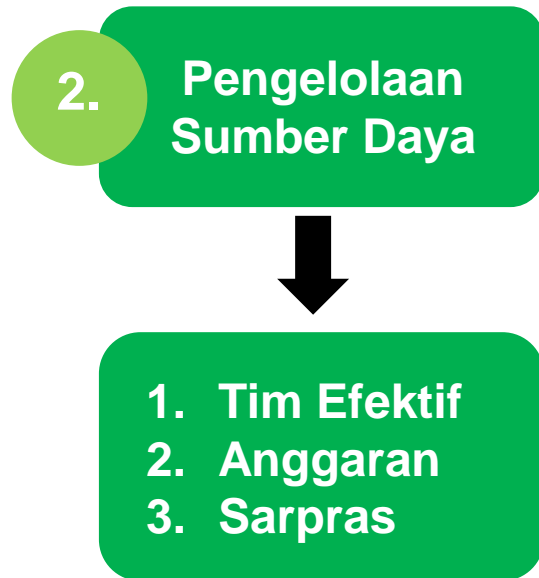 2.
Pengelolaan
Sumber Daya
1. Tim Efektif
2. Anggaran
3. Sarpras